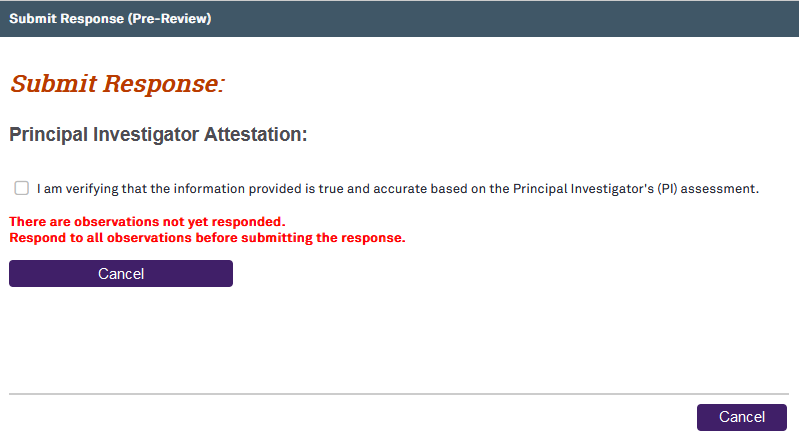 Submit Response (Pre-Review)
Submit Response:
Principal Investigator Attestation:
I am verifying that the information provided is true and accurate based on the Principal Investigator's (PI) assessment.
There are observations not yet responded.
Respond to all observations before submitting the response.
Cancel
Cancel